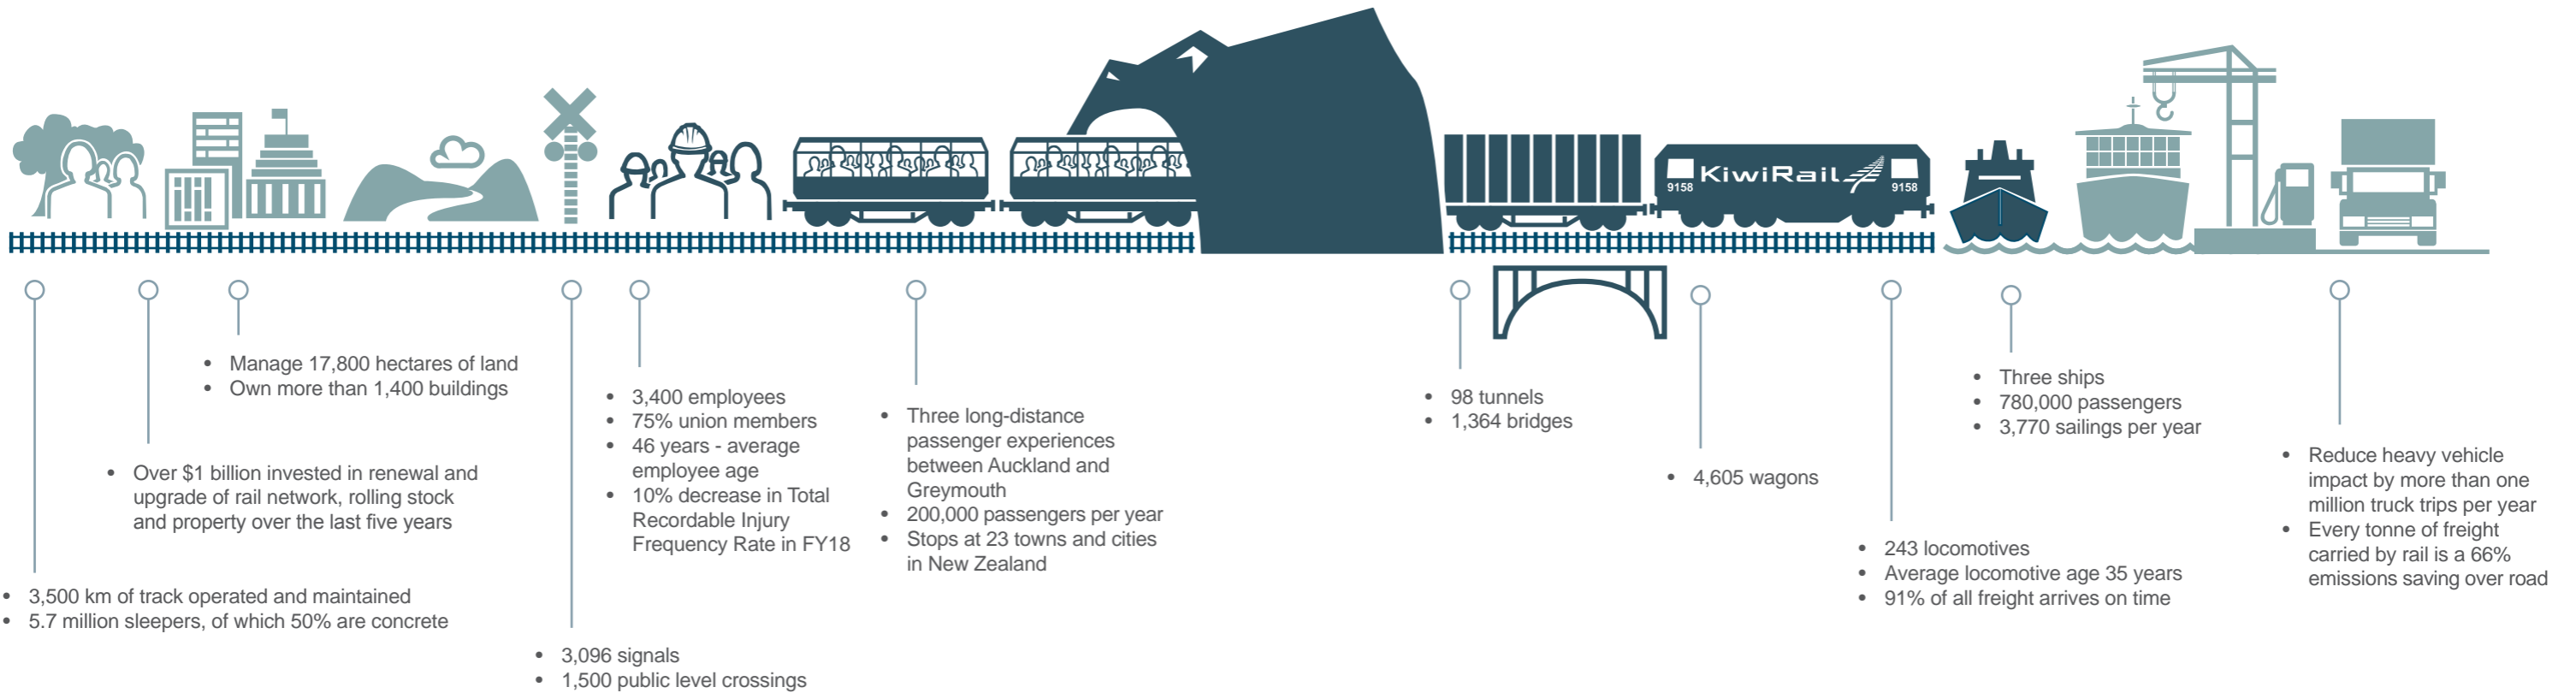 KiwiRail
9158
9158
• Manage 17,800 hectares of land
• Own more than 1,400 buildings
• Over $1 billion invested in renewal and
upgrade of rail network, rolling stock
and property over the last five years
• 3,500 km of track operated and maintained
• 5.7 million sleepers, of which 50% are concrete
• 3,096 signals
• 1,500 public level crossings
• 3,400 employees
• 75% union members
• 46 years - average
employee age
• 10% decrease in Total
Recordable Injury
Frequency Rate in FY18
• Three long-distance
passenger experiences
between Auckland and
Greymouth
• 200,000 passengers per year
• Stops at 23 towns and cities
in New Zealand
• 98 tunnels
• 1,364 bridges
• 4,605 wagons
• 243 locomotives
• Average locomotive age 35 years
• 91% of all freight arrives on time
• Three ships
• 780,000 passengers
• 3,770 sailings per year
• Reduce heavy vehicle
impact by more than one
million truck trips per year
• Every tonne of freight
carried by rail is a 66%
emissions saving over road